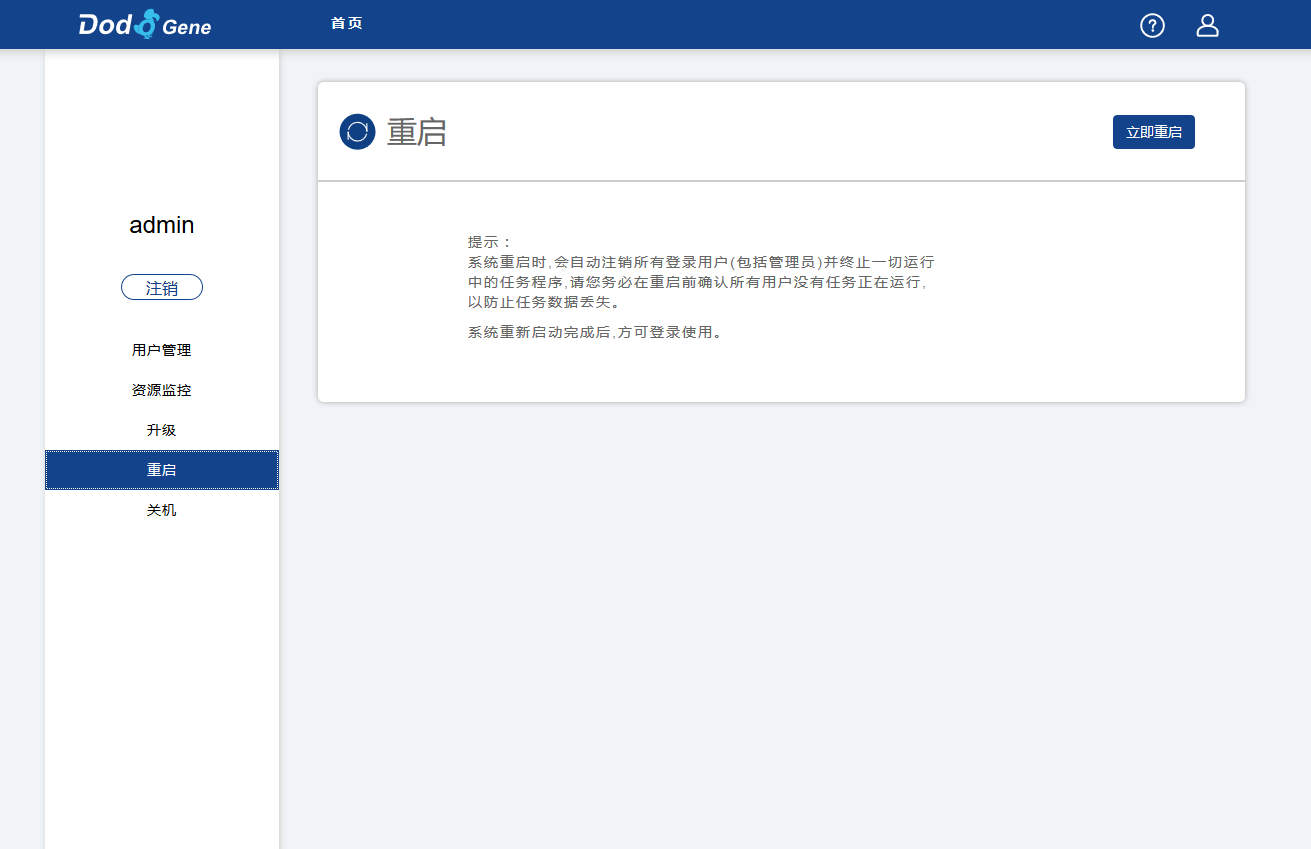 Dodo Gene
首页
?
admin
注销
用户管理
资源监控
升级
重启
关机
重启
立即重启
提示：
系统重启时,会自动注销所有登录用户(包括管理员)并终止一切运行
中的任务程序,请您务必在重启前确认所有用户没有任务正在运行,
以防止任务数据丢失。
系统重新启动完成后,方可登录使用。